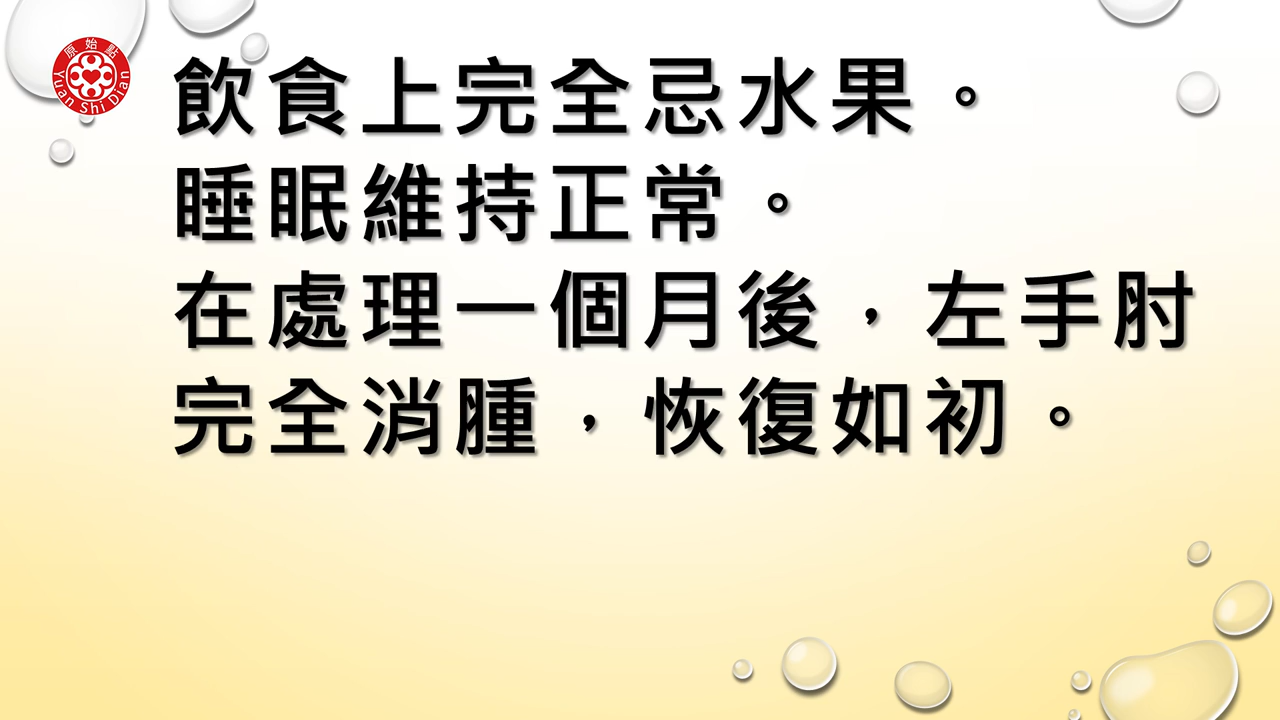 原始點
Yuan Shi Dian
飲食上完全忌水果。
睡眠維持正常。
在處理一個月後，左手肘
完全消腫，恢復如初。